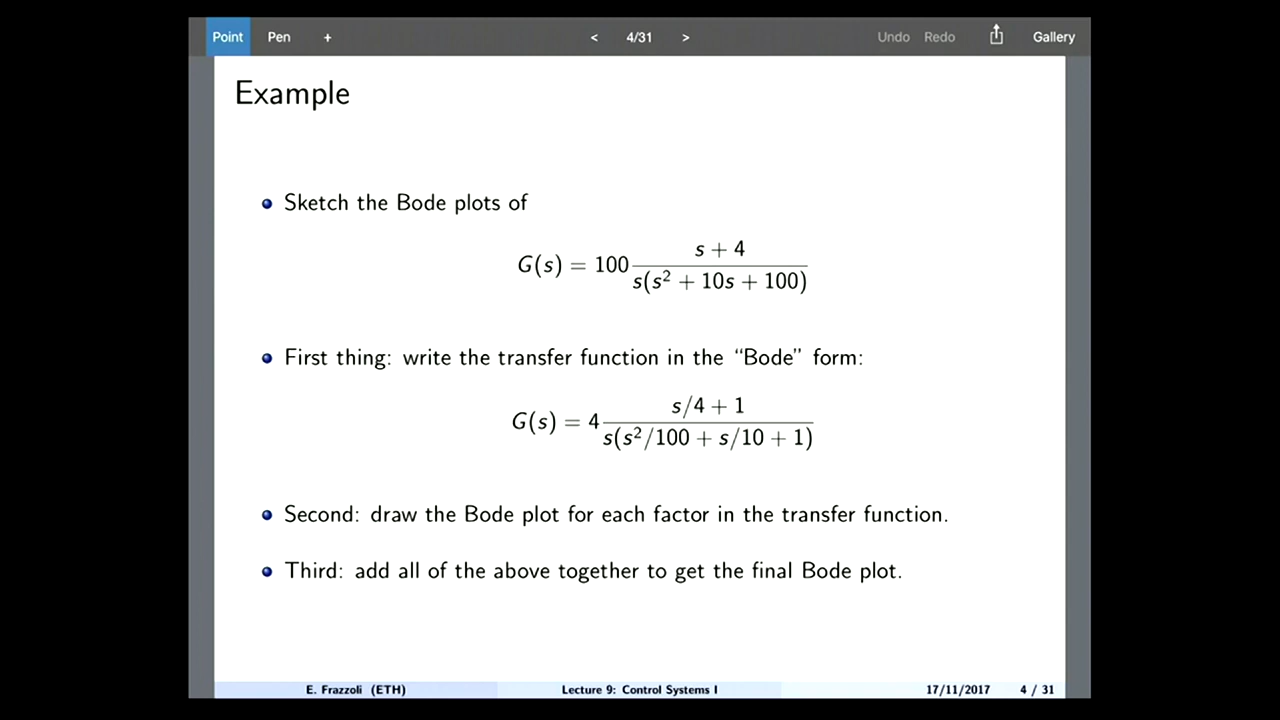 Point Pen + < 4/31 > Undo Redo Gallery
Example
Sketch the Bode plots of
G(s) = 100 (s + 4) / (s(s² + 10s + 100))
First thing: write the transfer function in the “Bode” form:
G(s) = 4 (s/4 + 1) / (s(s²/100 + s/10 + 1))
Second: draw the Bode plot for each factor in the transfer function.
Third: add all of the above together to get the final Bode plot.
E. Frazzoli (ETH) Lecture 9: Control Systems I 17/11/2017 4 / 31